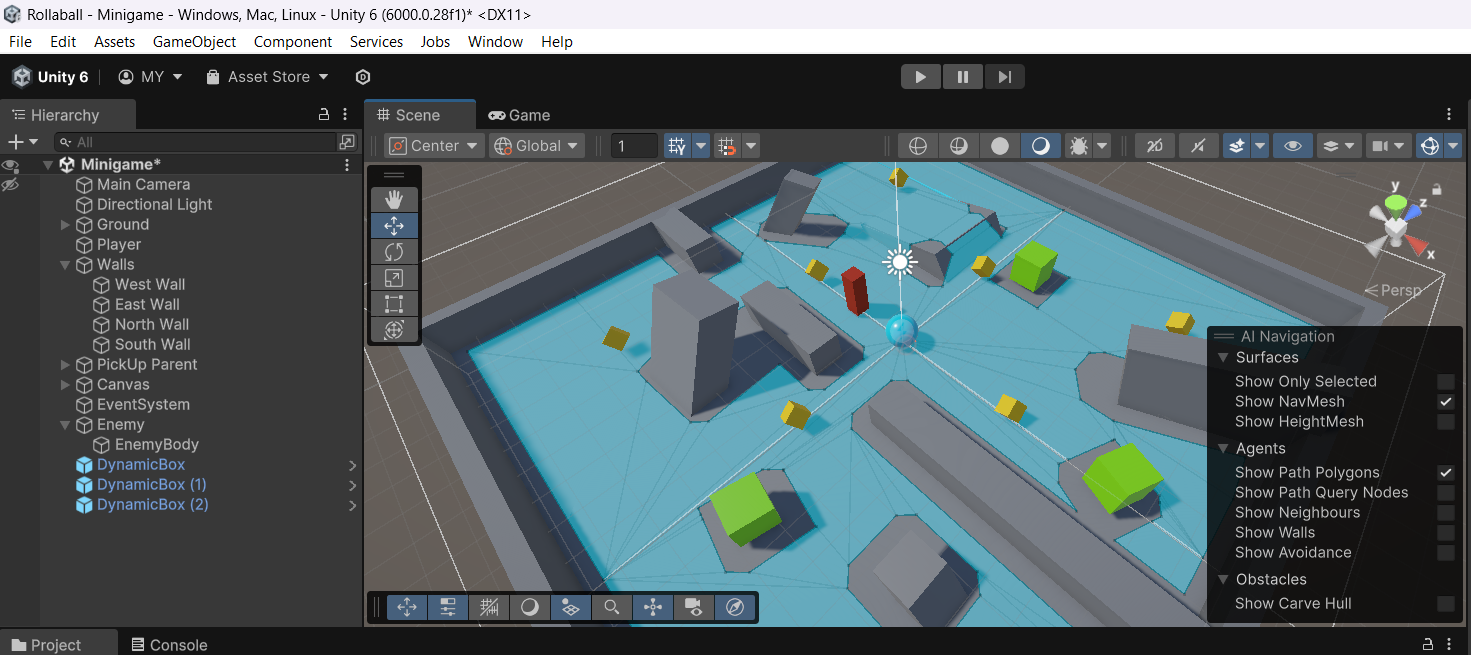 Rollaball - Minigame - Windows, Mac, Linux - Unity 6 (6000.0.28f1)* <DX11>
File Edit Assets GameObject Component Services Jobs Window Help
Unity 6 MY Asset Store
Hierarchy
All
Minigame*
Main Camera
Directional Light
Ground
Player
Walls
West Wall
East Wall
North Wall
South Wall
PickUp Parent
Canvas
EventSystem
Enemy
EnemyBody
DynamicBox
DynamicBox (1)
DynamicBox (2)
Scene Game
Center Global 1 2D
y
z
x
Persp
AI Navigation
Surfaces
Show Only Selected
Show NavMesh
Show HeightMesh
Agents
Show Path Polygons
Show Path Query Nodes
Show Neighbours
Show Walls
Show Avoidance
Obstacles
Show Carve Hull
Project Console